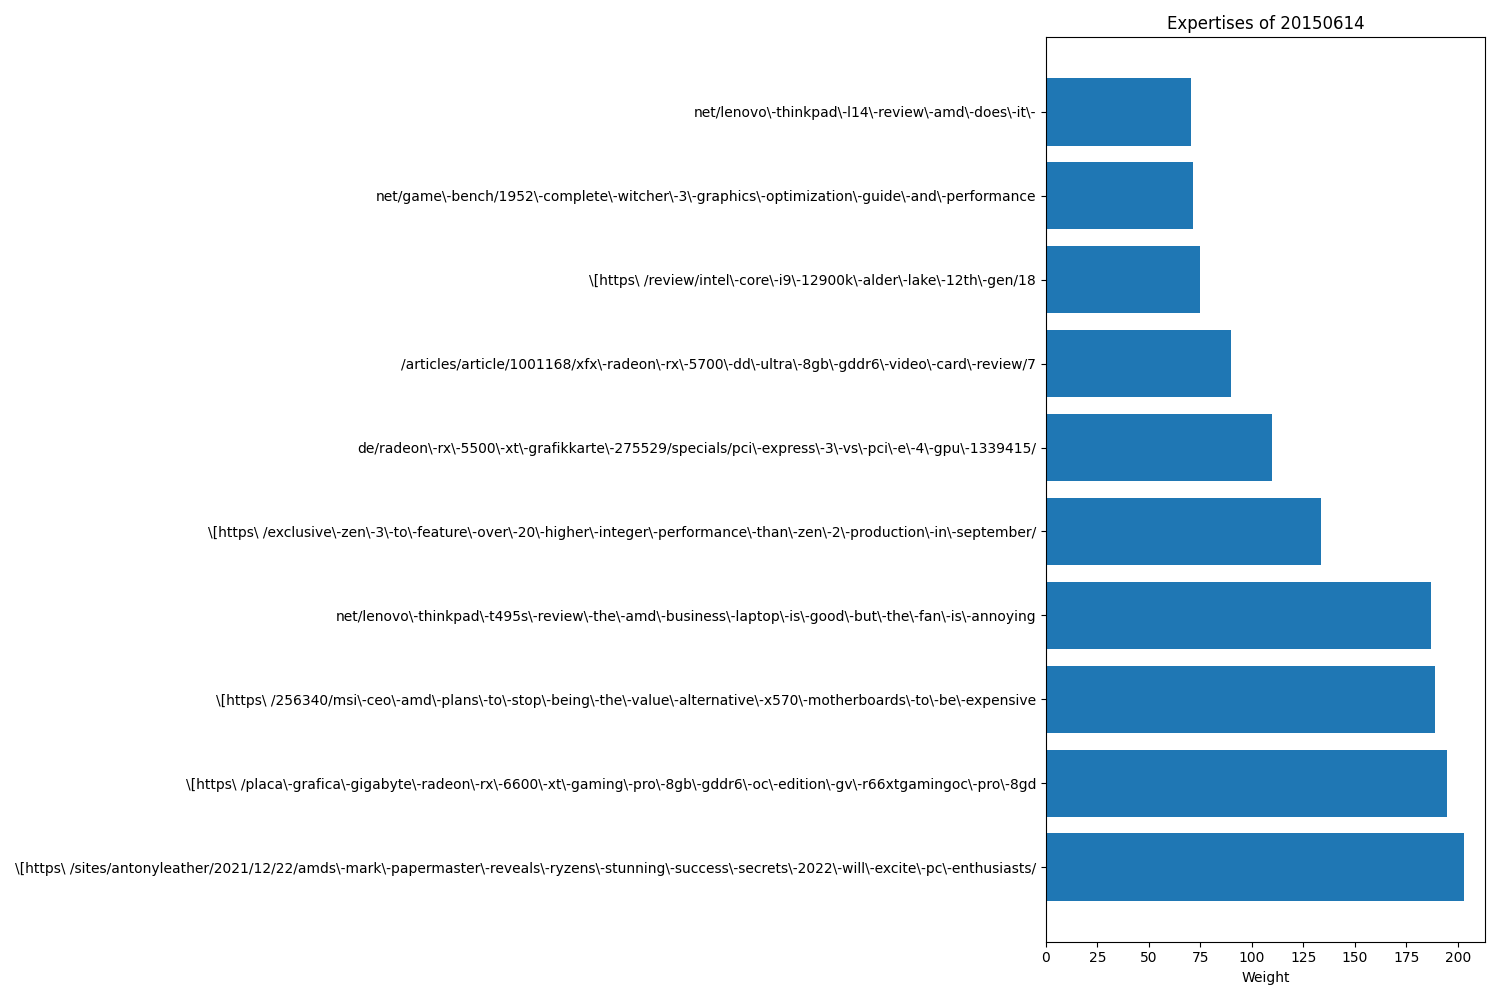 Expertises of 20150614
net/lenovo\-thinkpad\-l14\-review\-amd\-does\-it\-
net/game\-bench/1952\-complete\-witcher\-3\-graphics\-optimization\-guide\-and\-performance
\[https\ /review/intel\-core\-i9\-12900k\-alder\-lake\-12th\-gen/18
/articles/article/1001168/xfx\-radeon\-rx\-5700\-dd\-ultra\-8gb\-gddr6\-video\-card\-review/7
de/radeon\-rx\-5500\-xt\-grafikkarte\-275529/specials/pci\-express\-3\-vs\-pci\-e\-4\-gpu\-1339415/
\[https\ /exclusive\-zen\-3\-to\-feature\-over\-20\-higher\-integer\-performance\-than\-zen\-2\-production\-in\-september/
net/lenovo\-thinkpad\-t495s\-review\-the\-amd\-business\-laptop\-is\-good\-but\-the\-fan\-is\-annoying
\[https\ /256340/msi\-ceo\-amd\-plans\-to\-stop\-being\-the\-value\-alternative\-x570\-motherboards\-to\-be\-expensive
\[https\ /placa\-grafica\-gigabyte\-radeon\-rx\-6600\-xt\-gaming\-pro\-8gb\-gddr6\-oc\-edition\-gv\-r66xtgamingoc\-pro\-8gd
\[https\ /sites/antonyleather/2021/12/22/amds\-mark\-papermaster\-reveals\-ryzens\-stunning\-success\-secrets\-2022\-will\-excite\-pc\-enthusiasts/
0 25 50 75 100 125 150 175 200
Weight